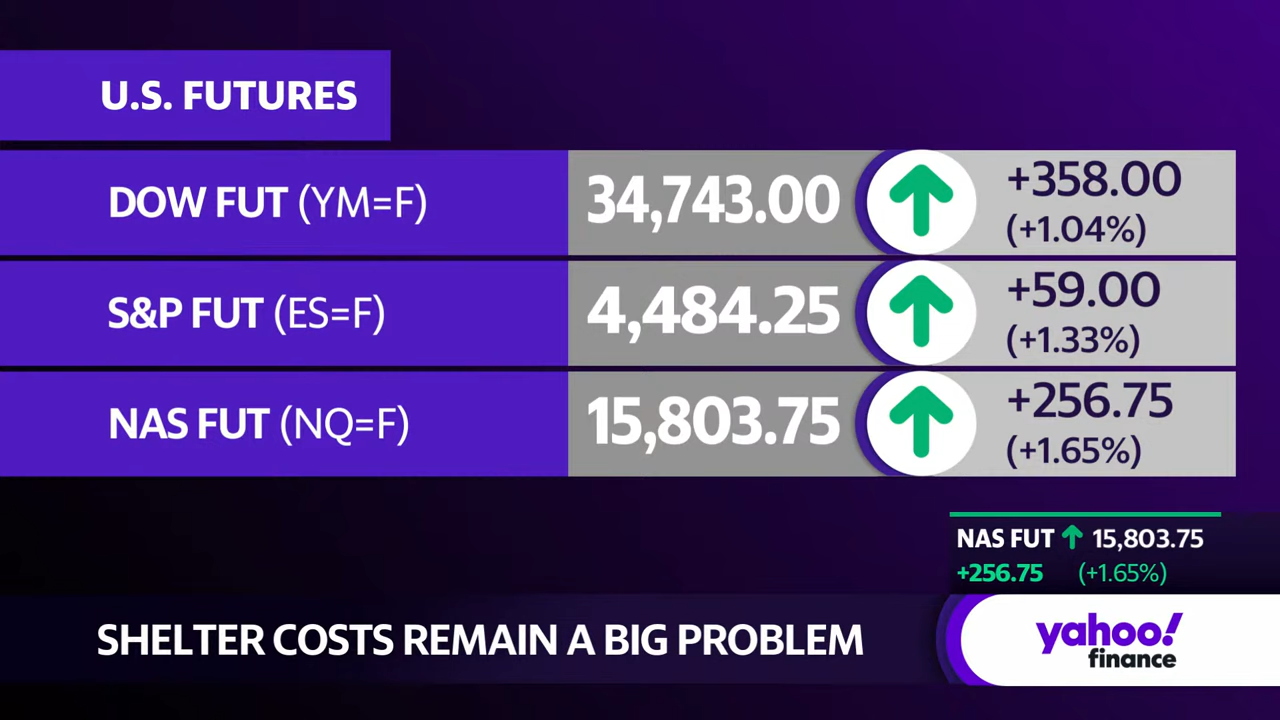 U.S. FUTURES
DOW FUT (YM=F) 34,743.00 +358.00
(+1.04%)
S&P FUT (ES=F) 4,484.25 +59.00
(+1.33%)
NAS FUT (NQ=F) 15,803.75 +256.75
(+1.65%)
NAS FUT 15,803.75
+256.75 (+1.65%)
SHELTER COSTS REMAIN A BIG PROBLEM
yahoo!
finance